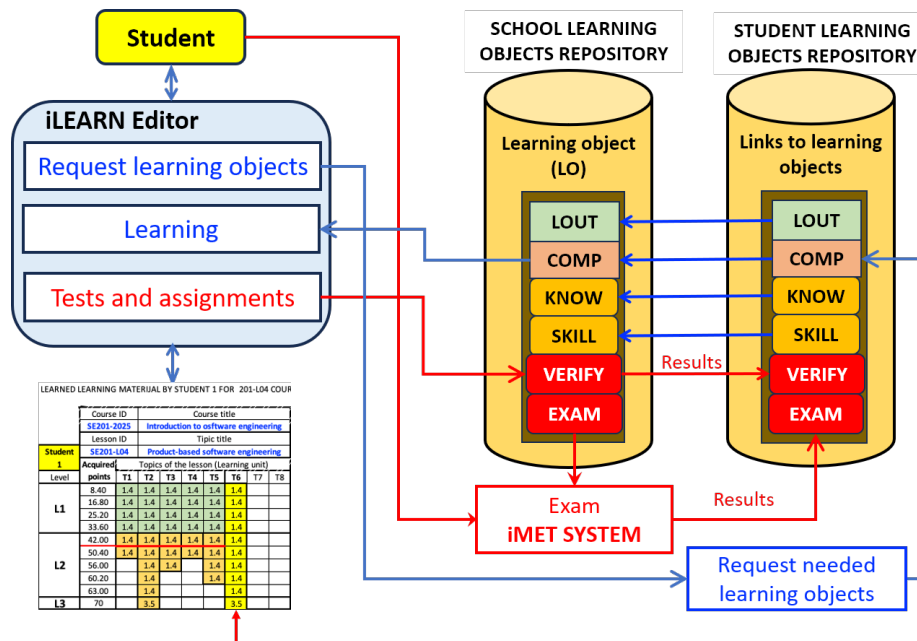 Student
iLEARN Editor
Request learning objects
Learning
Tests and assignments
SCHOOL LEARNING
OBJECTS REPOSITORY
STUDENT LEARNING
OBJECTS REPOSITORY
Learning object
(LO)
LOUT
COMP
KNOW
SKILL
VERIFY
EXAM
Results
Links to learning
objects
LOUT
COMP
KNOW
SKILL
VERIFY
EXAM
Exam
iMET SYSTEM
Results
Request needed
learning objects
LEARNED LEARNING MATERIAL BY STUDENT 1 FOR 201-L04 COUR
Course ID Course title
SE201-2025 Introduction to osftware engineering
Lesson ID Tipic title
Student 1 SE201-L04 Product-based software engineering
Level Acquired points Topics of the lesson (Learning unit)
T1 T2 T3 T4 T5 T6 T7 T8
L1 8.40 1.4 1.4 1.4 1.4 1.4 1.4
16.80 1.4 1.4 1.4 1.4 1.4 1.4
25.20 1.4 1.4 1.4 1.4 1.4 1.4
33.60 1.4 1.4 1.4 1.4 1.4 1.4
L2 42.00 1.4 1.4 1.4 1.4 1.4 1.4
50.40 1.4 1.4 1.4 1.4 1.4 1.4
56.00 1.4 1.4 1.4 1.4
60.20 1.4 1.4 1.4
63.00 1.4 1.4
L3 70 3.5 3.5